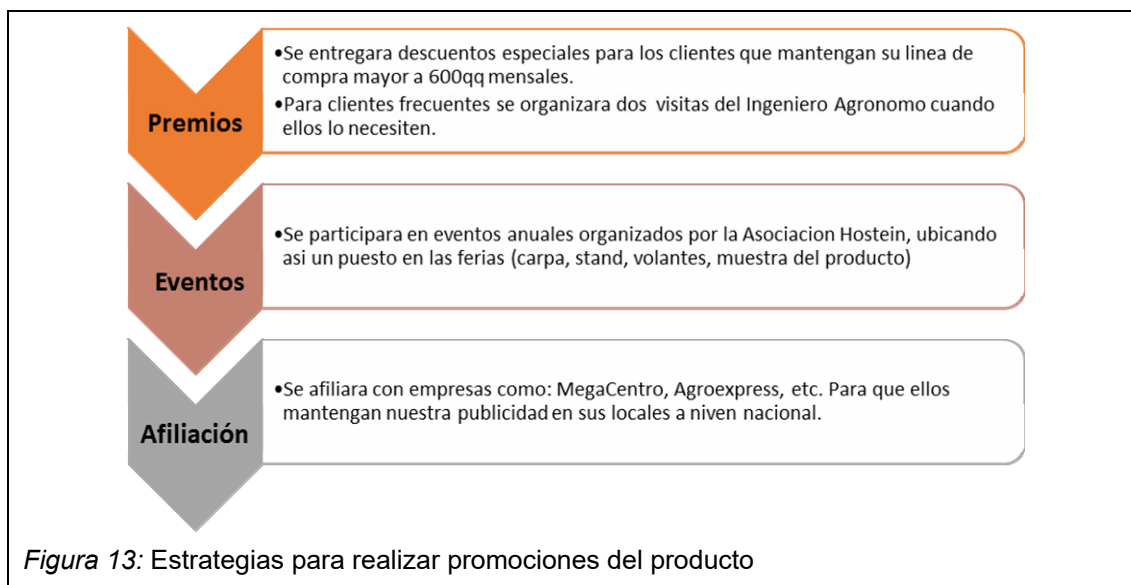 Premios
•Se entregara descuentos especiales para los clientes que mantengan su linea de
compra mayor a 600qq mensales.
•Para clientes frecuentes se organizara dos visitas del Ingeniero Agronomo cuando
ellos lo necesiten.
Eventos
•Se participara en eventos anuales organizados por la Asociacion Hostein, ubicando
asi un puesto en las ferias (carpa, stand, volantes, muestra del producto)
Afiliación
•Se afiliara con empresas como: MegaCentro, Agroexpress, etc. Para que ellos
mantengan nuestra publicidad en sus locales a niven nacional.
Figura 13: Estrategias para realizar promociones del producto